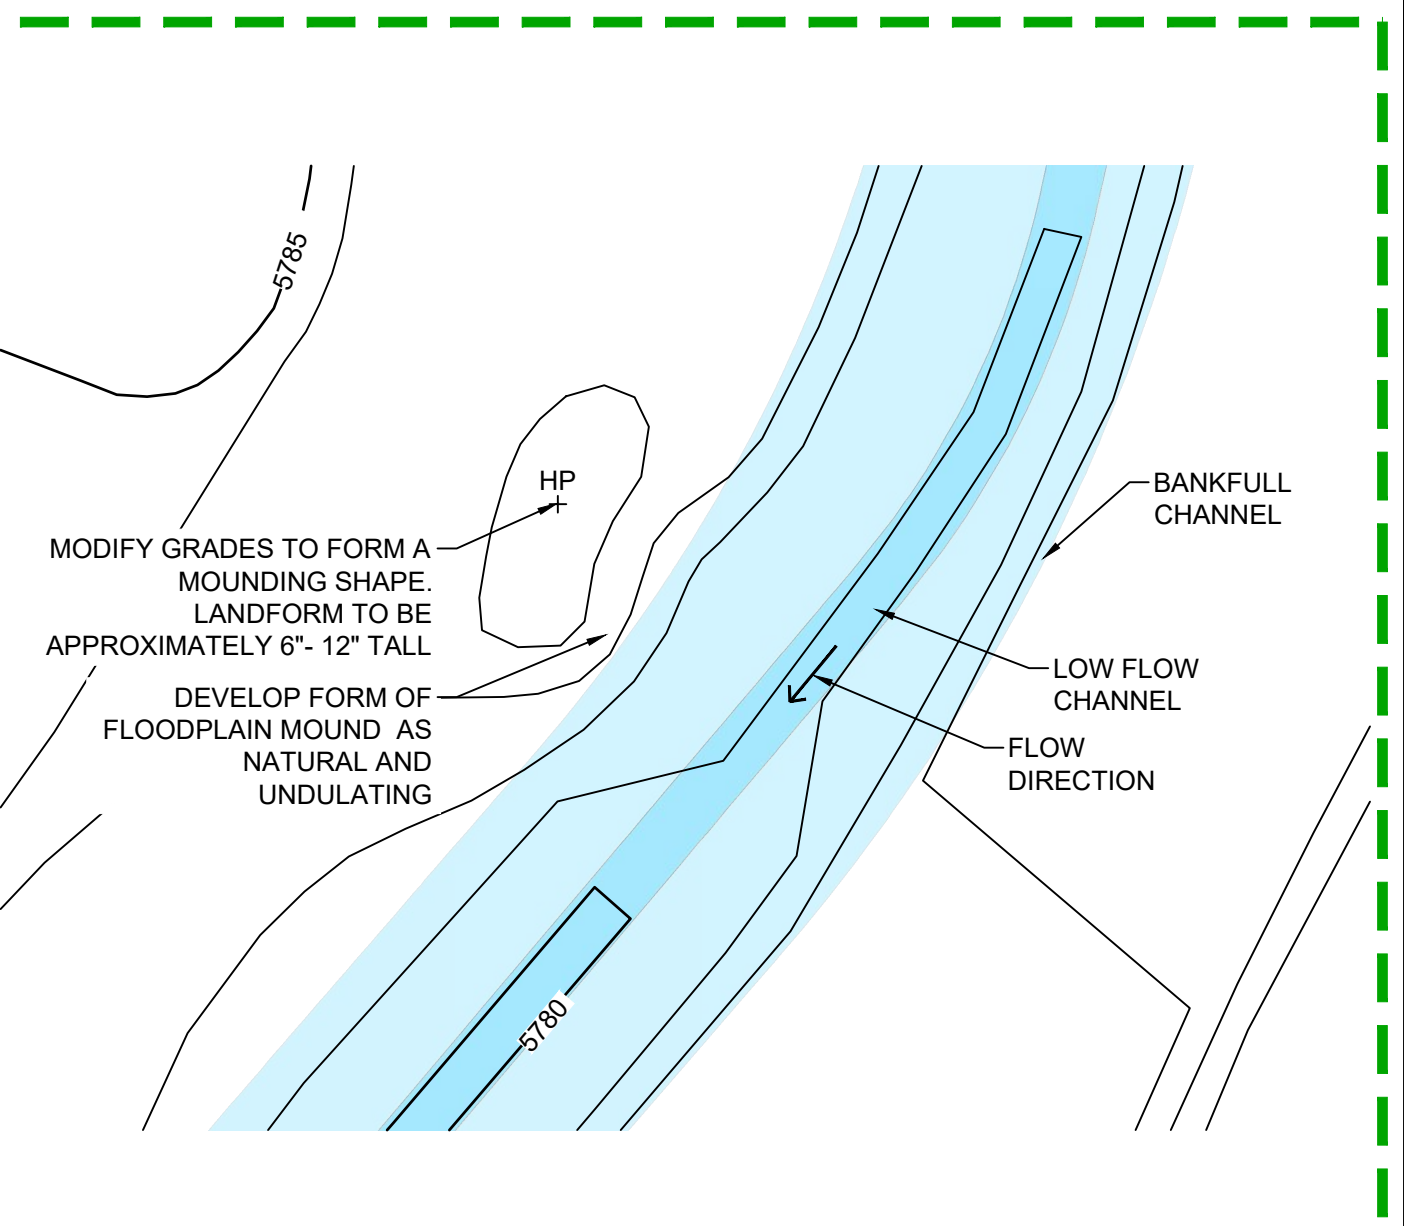 5785
HP
MODIFY GRADES TO FORM A
MOUNDING SHAPE.
LANDFORM TO BE
APPROXIMATELY 6"- 12" TALL
DEVELOP FORM OF
FLOODPLAIN MOUND AS
NATURAL AND
UNDULATING
BANKFULL
CHANNEL
LOW FLOW
CHANNEL
FLOW
DIRECTION
5780